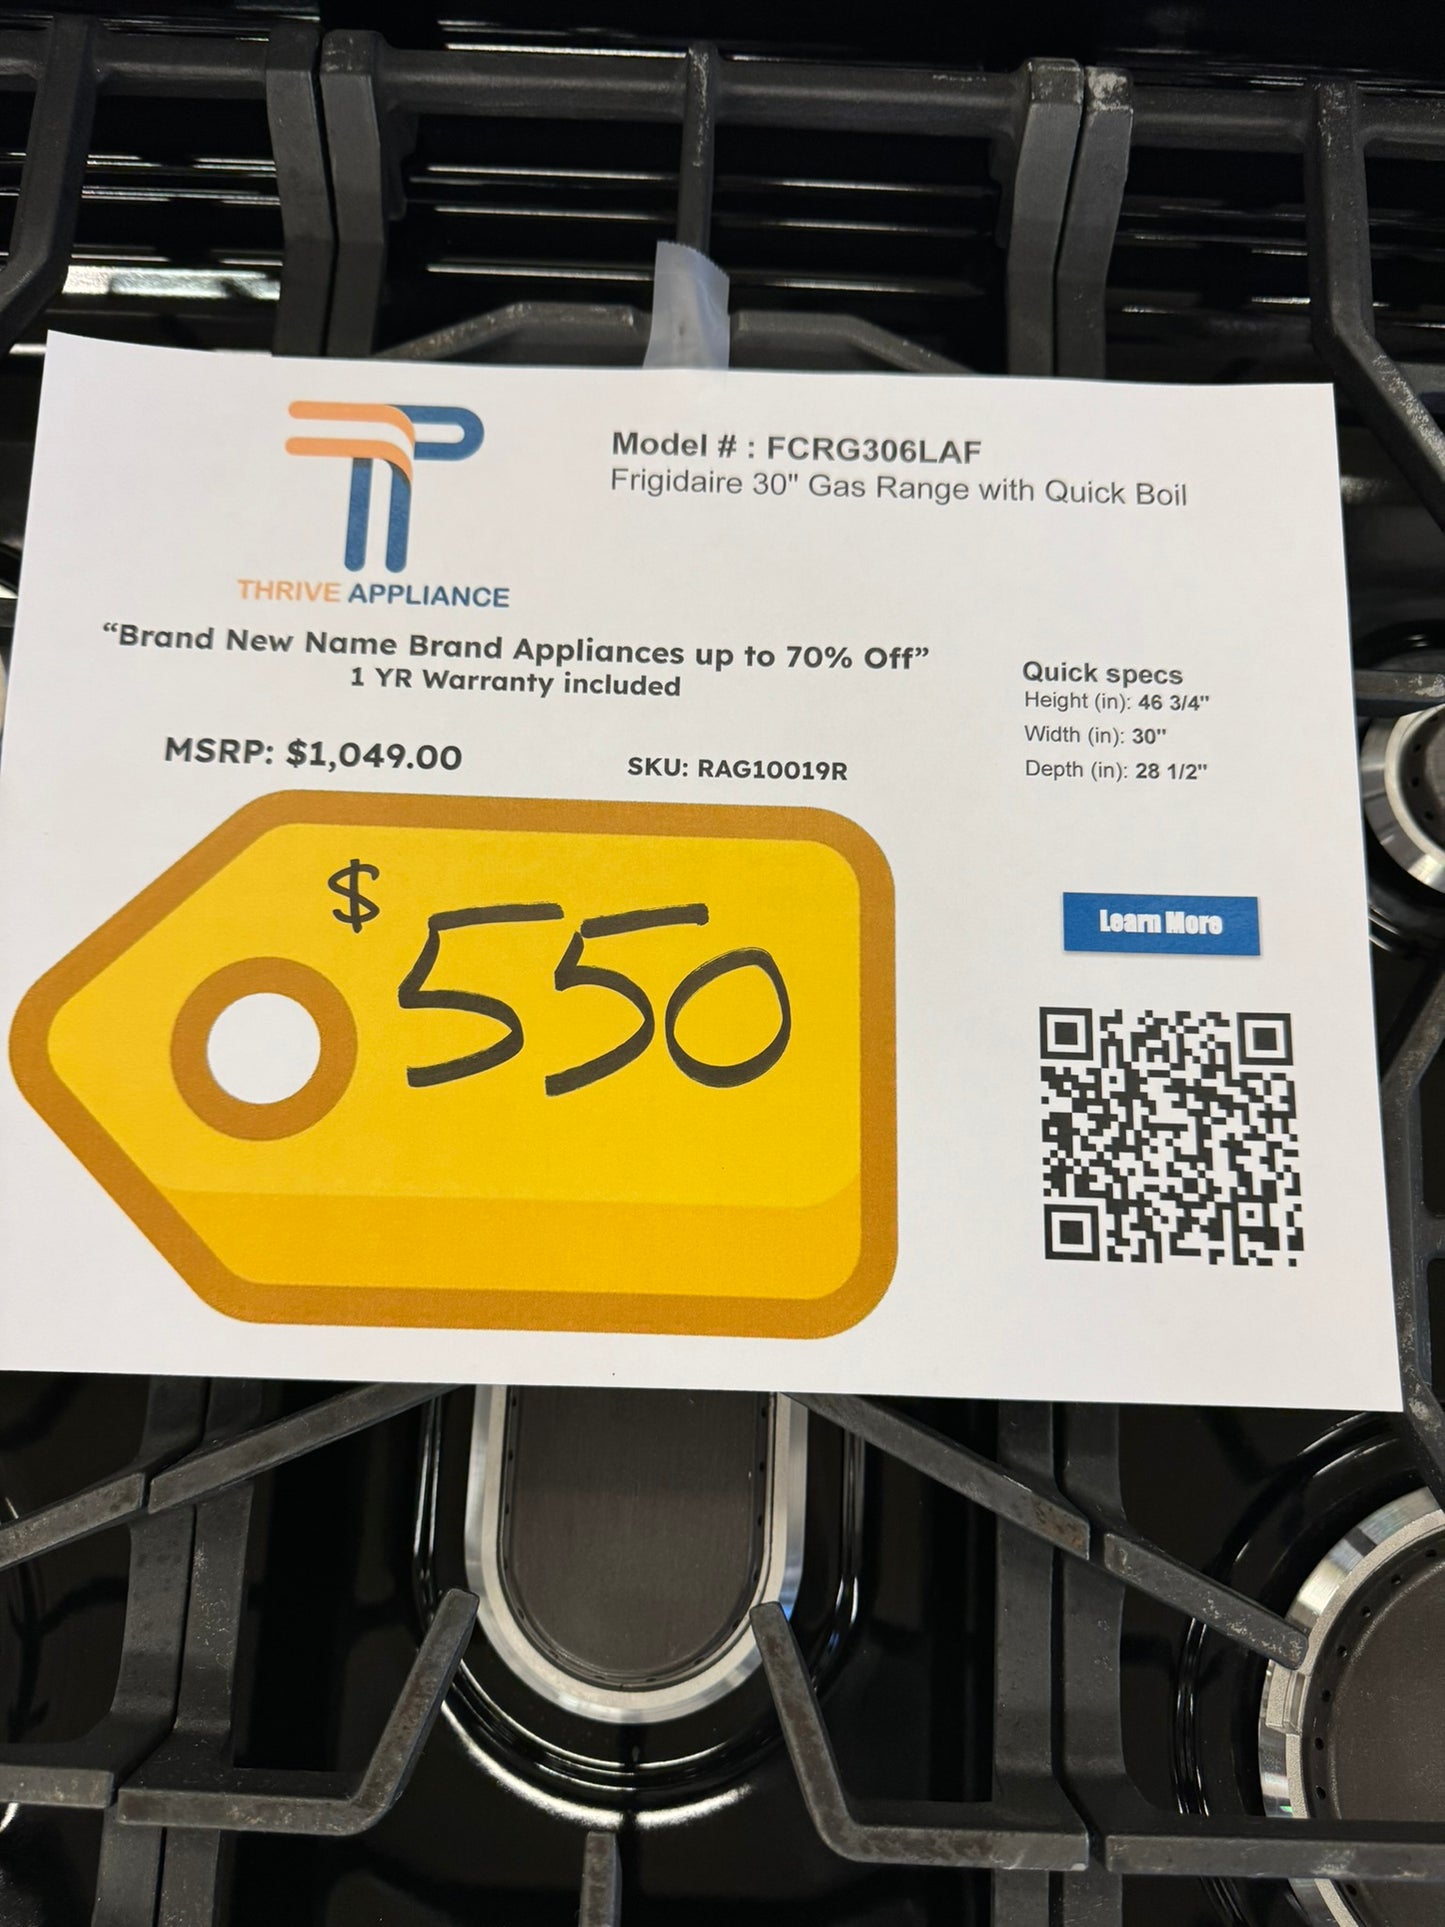 THRIVE APPLIANCE
Model # : FCRG306LAF
Frigidaire 30" Gas Range with Quick Boil
“Brand New Name Brand Appliances up to 70% Off”
1 YR Warranty included
MSRP: $1,049.00
SKU: RAG10019R
$550
Quick specs
Height (in): 46 3/4"
Width (in): 30"
Depth (in): 28 1/2"
Learn More